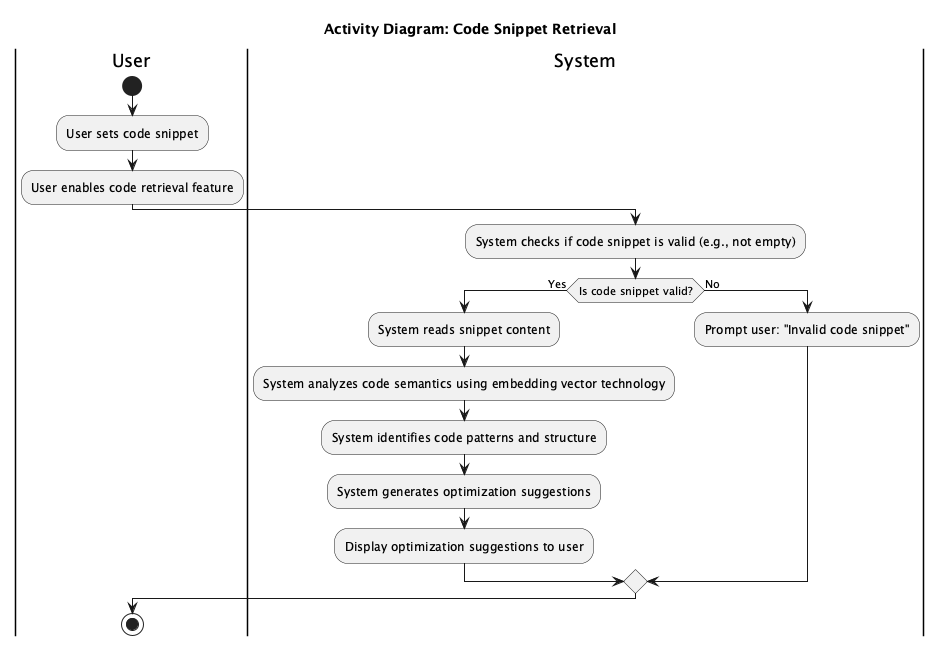 Activity Diagram: Code Snippet Retrieval
User
System
User sets code snippet
User enables code retrieval feature
System checks if code snippet is valid (e.g., not empty)
Yes
Is code snippet valid?
No
System reads snippet content
Prompt user: "Invalid code snippet"
System analyzes code semantics using embedding vector technology
System identifies code patterns and structure
System generates optimization suggestions
Display optimization suggestions to user